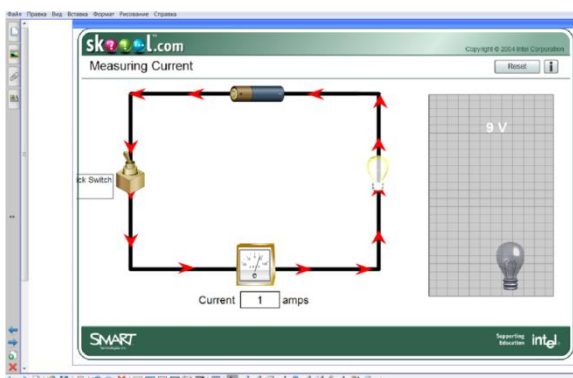 Файл Правка Вид Вставка Формат Рисование Справка
skoool.com
Copyright © 2004 Intel Corporation
Measuring Current
Reset i
9 V
ck Switch
Current 1 amps
SMART
Supporting
Education intel